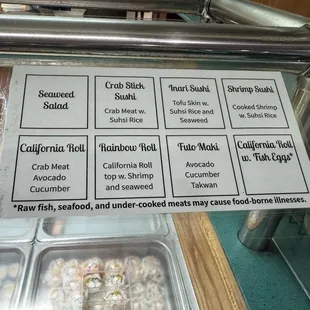 Seaweed
Salad
Crab Stick
Sushi
Crab Meat w.
Suhsi Rice
Inari Sushi
Tofu Skin w.
Suhsi Rice and
Seaweed
Shrimp Sushi
Cooked Shrimp
w. Suhsi Rice
California Roll
Crab Meat
Avocado
Cucumber
Rainbow Roll
California Roll
top w. Shrimp
and seaweed
Futo Maki
Avocado
Cucumber
Takwan
California Roll
w. Fish Eggs*
*Raw fish, seafood, and under-cooked meats may cause food-borne illnesses.